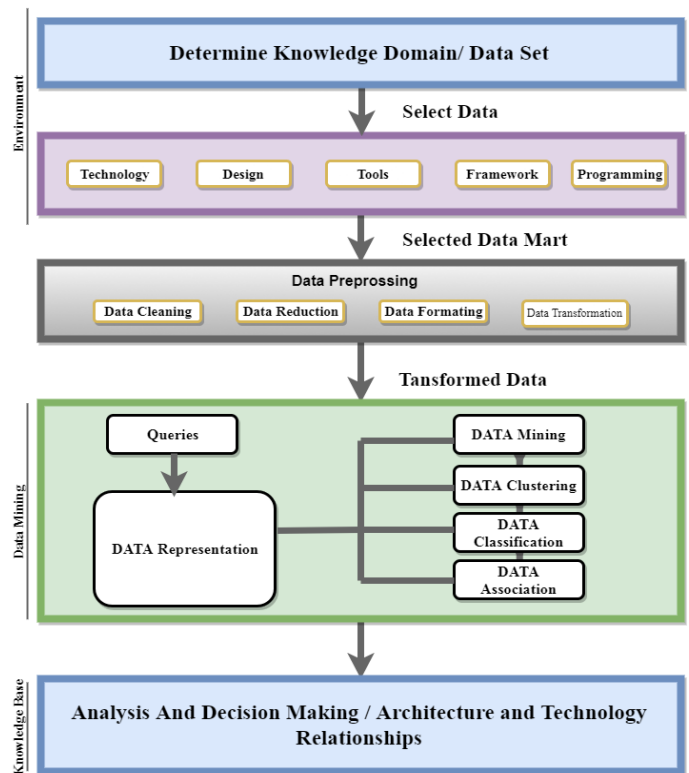 Environment
Determine Knowledge Domain/ Data Set
Select Data
Technology
Design
Tools
Framework
Programming
Selected Data Mart
Data Preprossing
Data Cleaning
Data Reduction
Data Formating
Data Transformation
Tansformed Data
Data Mining
Queries
DATA Representation
DATA Mining
DATA Clustering
DATA
Classification
DATA
Association
Knowledge Base
Analysis And Decision Making / Architecture and Technology
Relationships